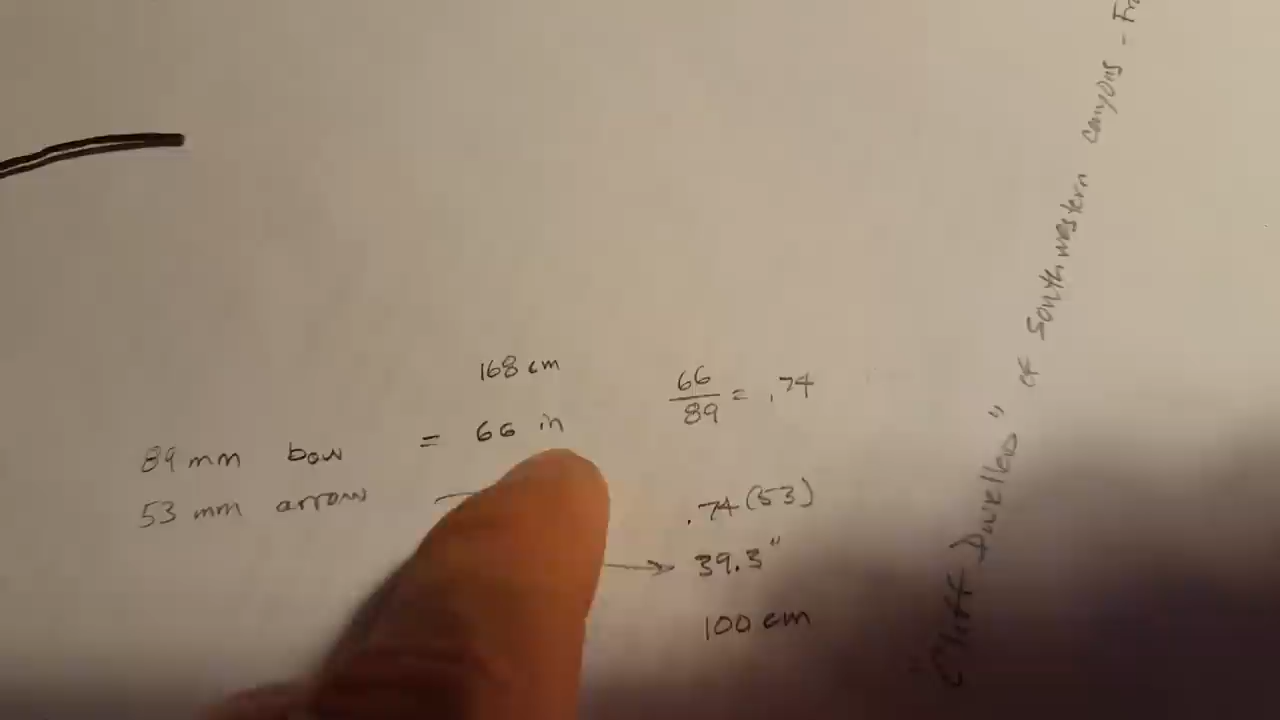 168 cm
89 mm bow = 66 in
53 mm arrow
66
89
= .74
.74(53)
→ 39.3"
100 cm
"Cliff Dwellers" of Southwestern Canyons -